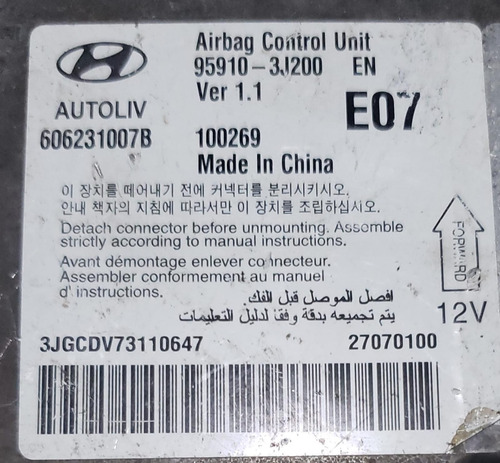 Airbag Control Unit
95910-3J200 EN
Ver 1.1
E07
AUTOLIV
606231007B 100269
Made In China
이 장치를 떼어내기 전에 커넥터를 분리시키시오.
안내 책자의 지침에 따라서만 이 장치를 조립하십시오.
Detach connector before unmounting. Assemble
strictly according to manual instructions.
Avant démontage enlever connecteur.
Assembler conformement au manuel
d' instructions.
افصل الموصل قبل الفك.
يتم تجميعه بدقة وفقا لدليل التعليمات
FORWARD
12V
3JGCDV73110647 27070100